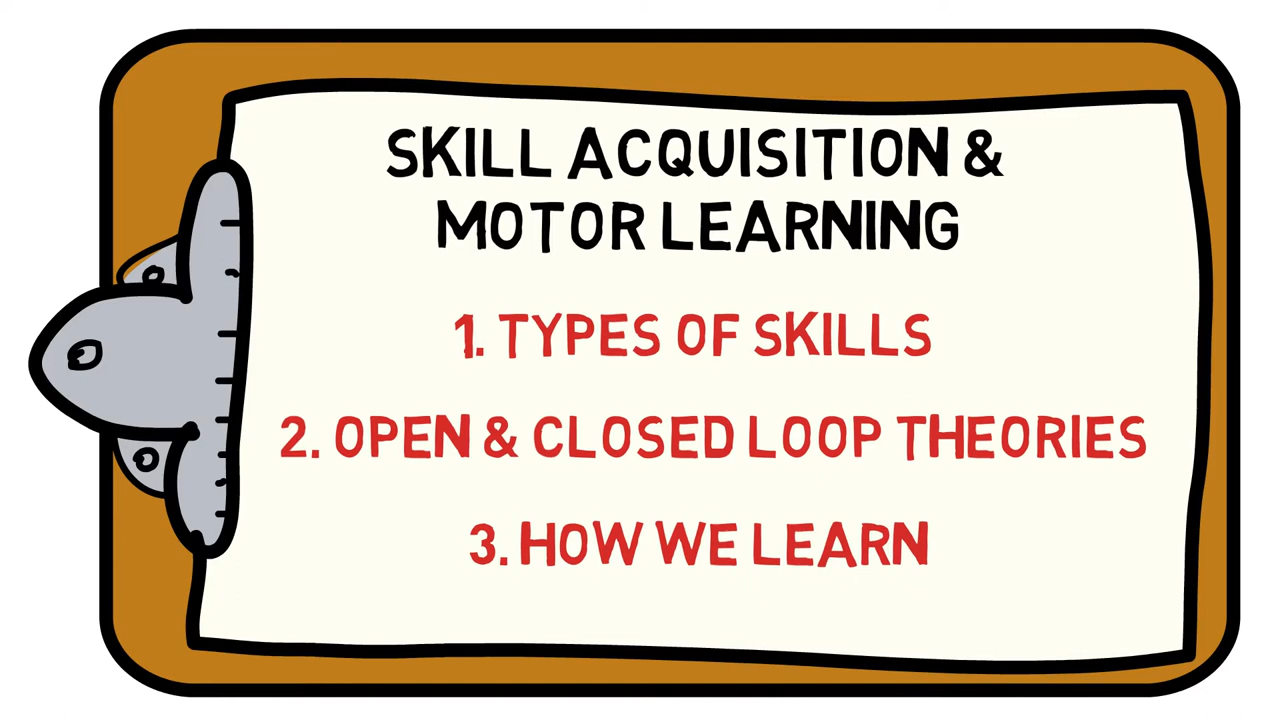 SKILL ACQUISITION &
MOTOR LEARNING
1. TYPES OF SKILLS
2. OPEN & CLOSED LOOP THEORIES
3. HOW WE LEARN